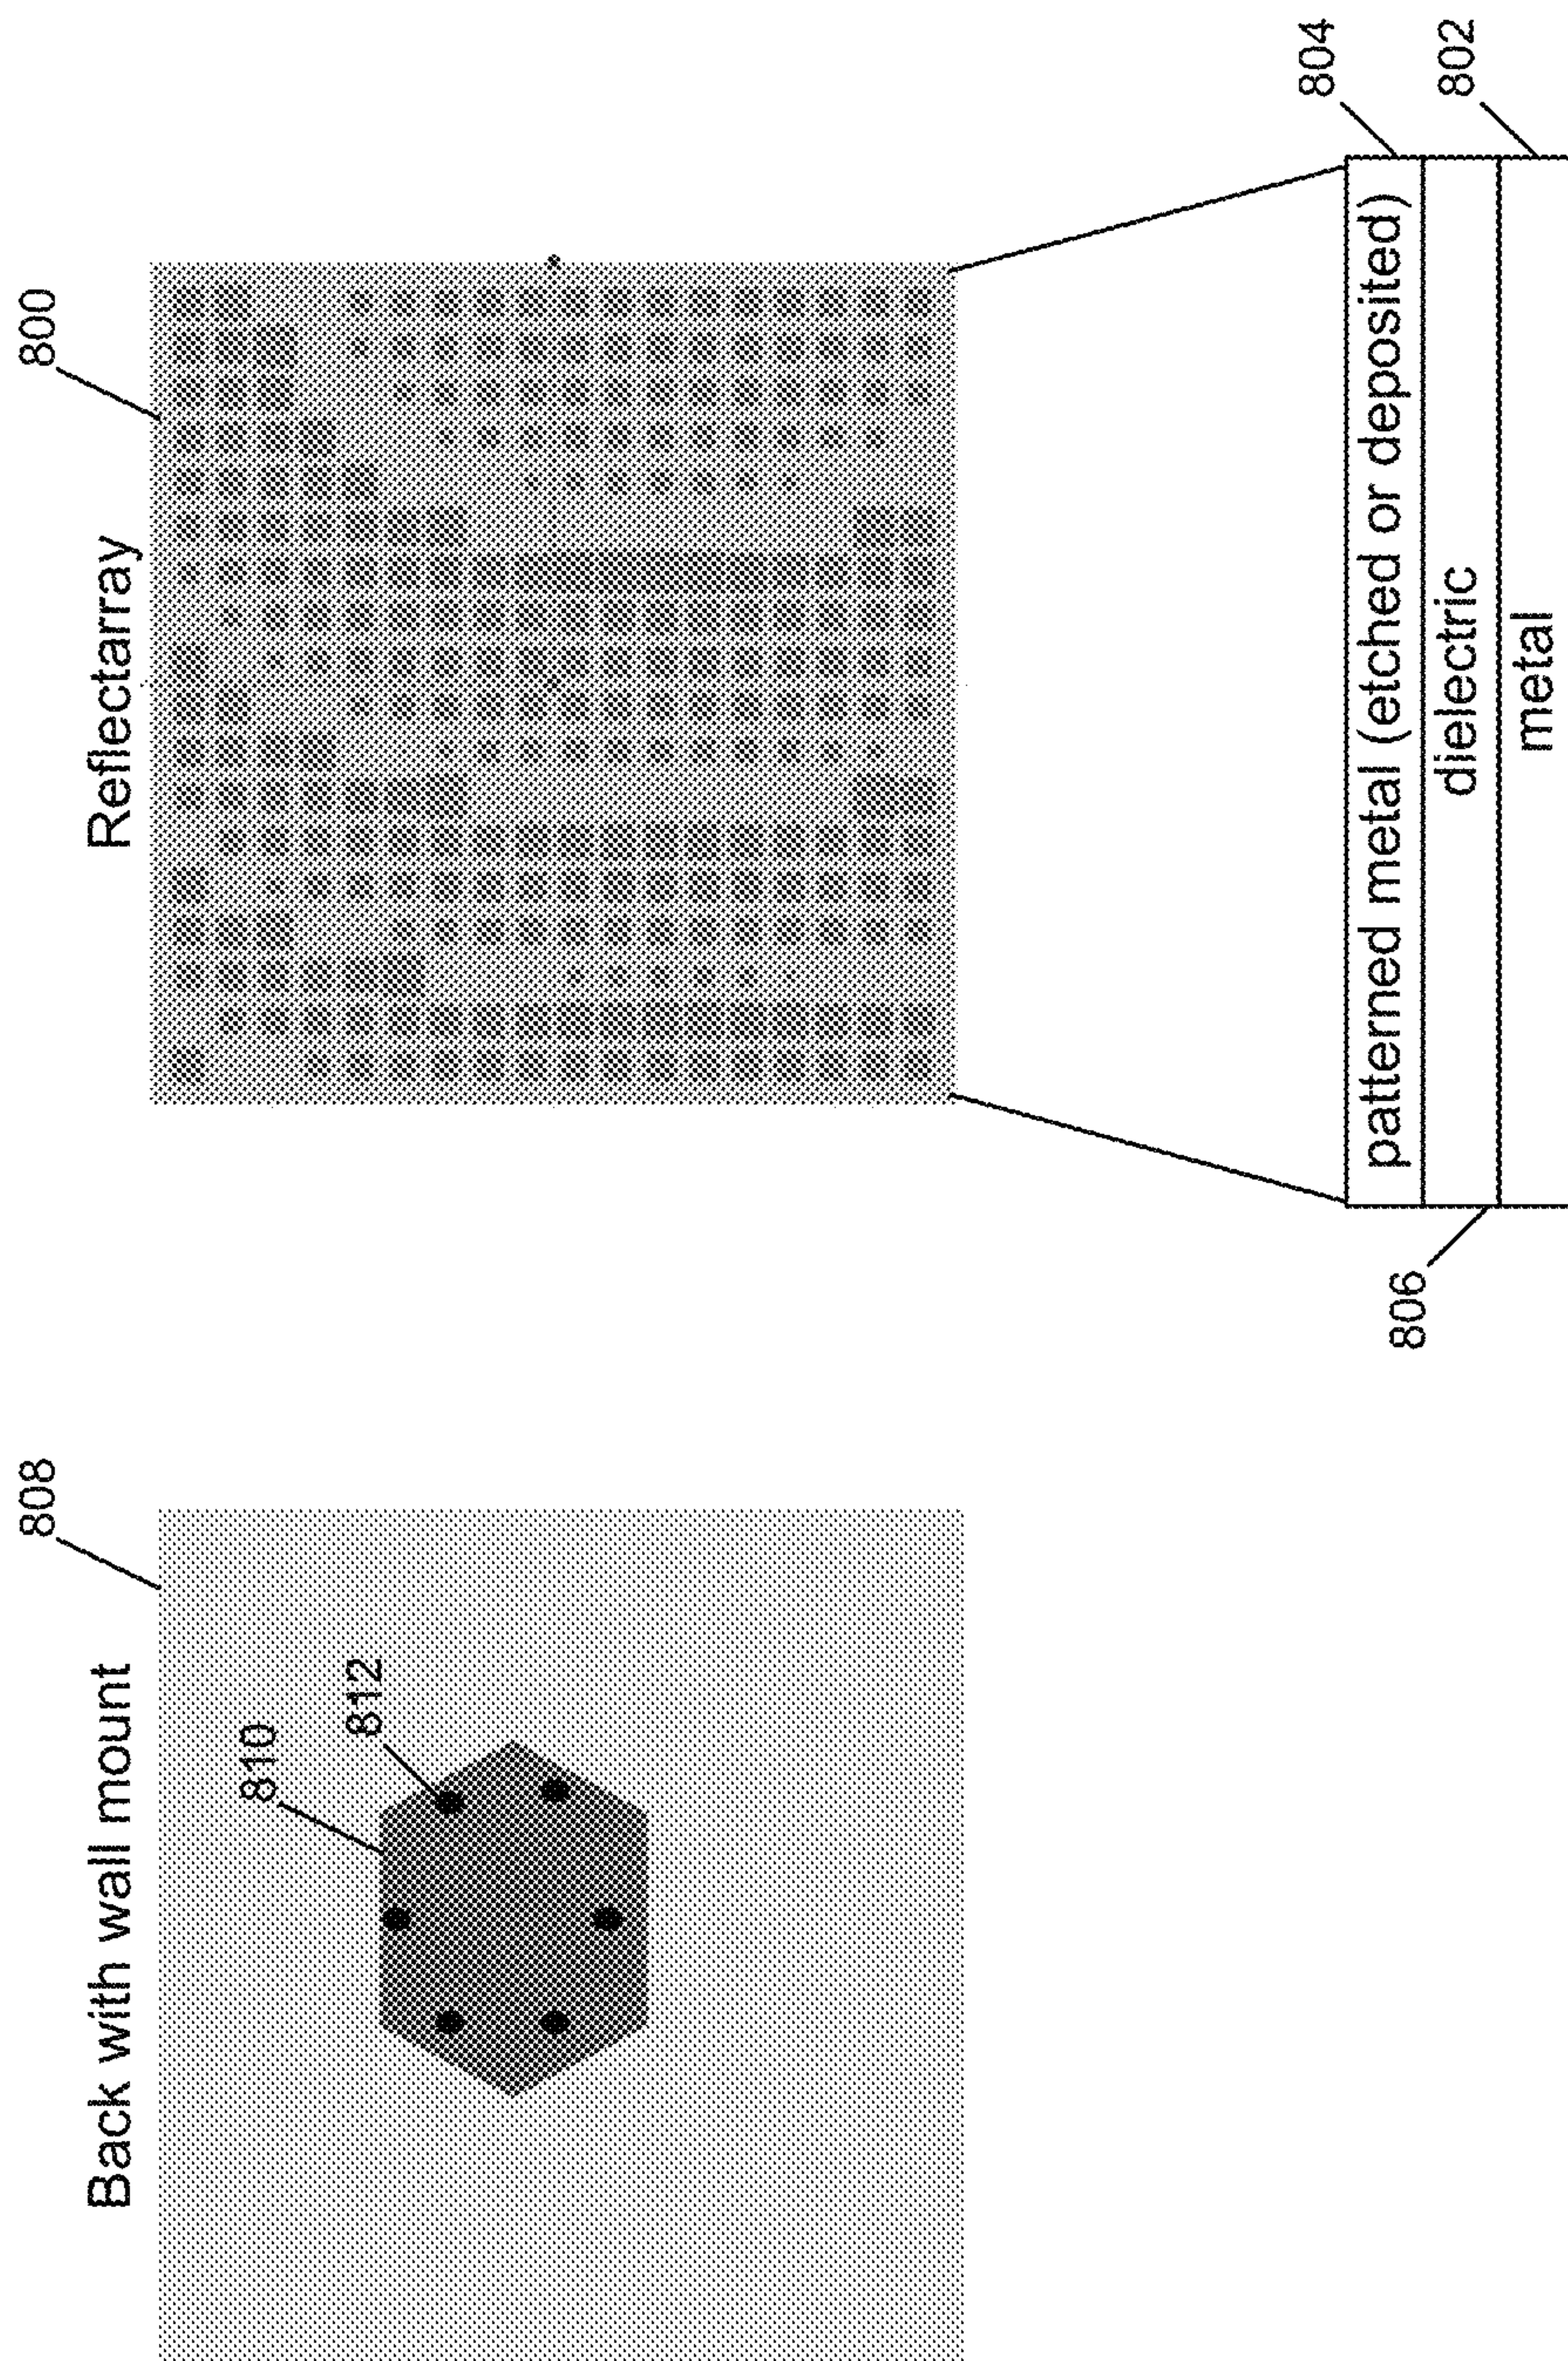 Back with wall mount
808
810
812
Reflectarray
800
804
patterned metal (etched or deposited)
dielectric
802
metal
806